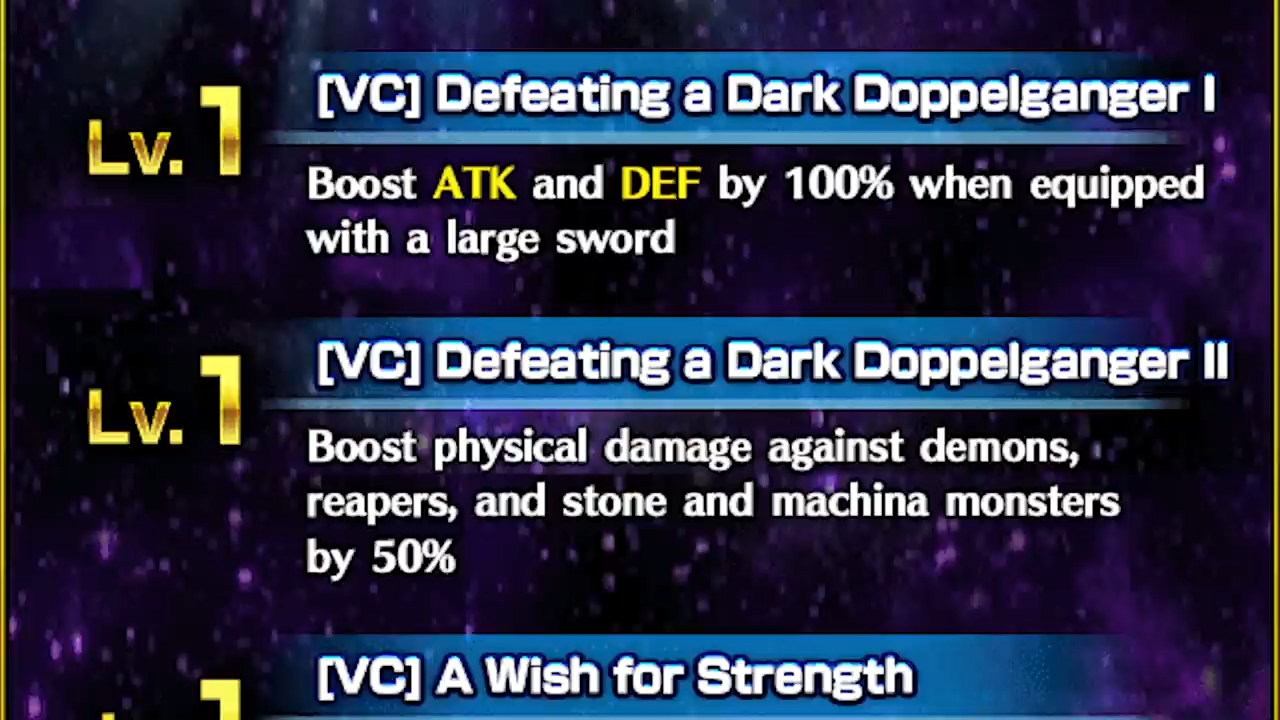 [VC] Defeating a Dark Doppelganger I
Lv. 1
Boost ATK and DEF by 100% when equipped
with a large sword
[VC] Defeating a Dark Doppelganger II
Lv. 1
Boost physical damage against demons,
reapers, and stone and machina monsters
by 50%
[VC] A Wish for Strength